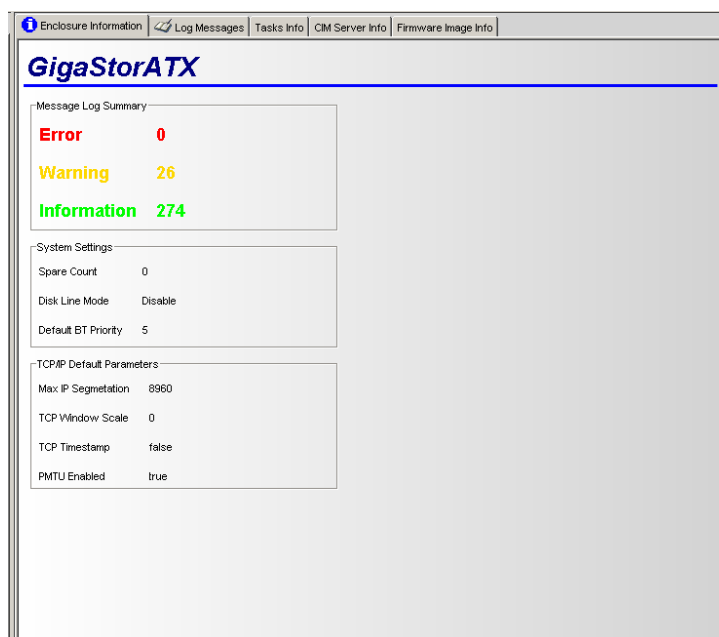 Enclosure Information Log Messages Tasks Info CIM Server Info Firmware Image Info
GigaStorATX
Message Log Summary
Error 0
Warning 26
Information 274
System Settings
Spare Count 0
Disk Line Mode Disable
Default BT Priority 5
TCP/IP Default Parameters
Max IP Segmetation 8960
TCP Window Scale 0
TCP Timestamp false
PMTU Enabled true